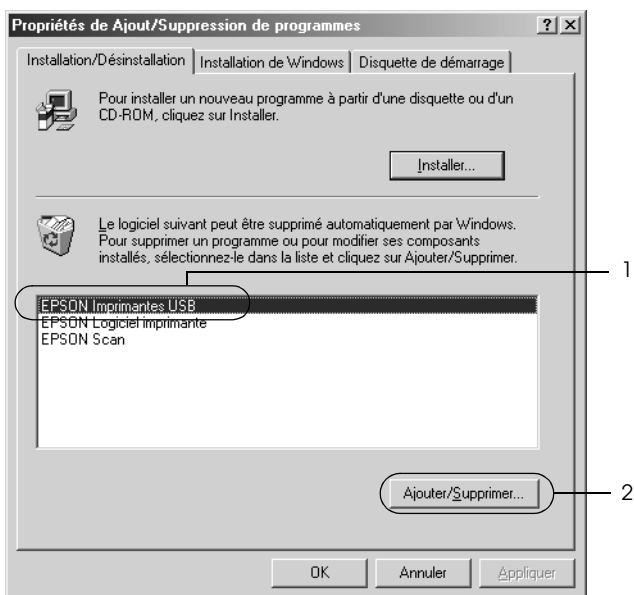 Propriétés de Ajout/Suppression de programmes
Installation/Désinstallation Installation de Windows Disquette de démarrage
Pour installer un nouveau programme à partir d'une disquette ou d'un
CD-ROM, cliquez sur Installer.
Installer...
Le logiciel suivant peut être supprimé automatiquement par Windows.
Pour supprimer un programme ou pour modifier ses composants
installés, sélectionnez-le dans la liste et cliquez sur Ajouter/Supprimer.
1
EPSON Imprimantes USB
EPSON Logiciel imprimante
EPSON Scan
Ajouter/Supprimer...
2
OK Annuler Appliquer